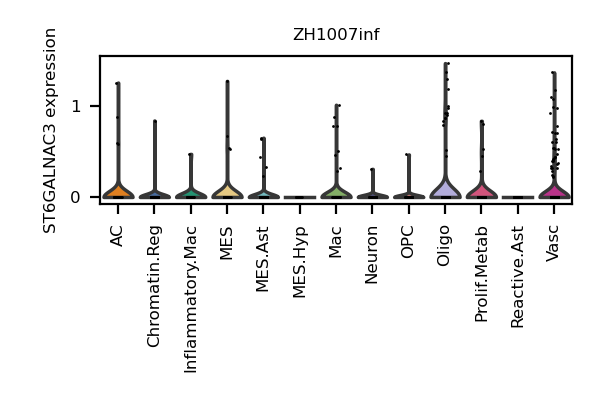 ZH1007inf
ST6GALNAC3 expression
1
0
AC
Chromatin.Reg
Inflammatory.Mac
MES
MES.Ast
MES.Hyp
Mac
Neuron
OPC
Oligo
Prolif.Metab
Reactive.Ast
Vasc